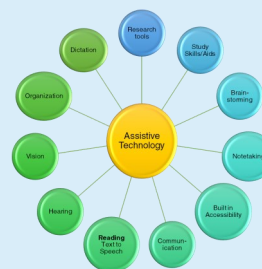 Research
tools
Study
Skills/Aids
Brain-
storming
Notetaking
Built in
Accessibility
Commun-
ication
Reading
Text to
Speech
Hearing
Vision
Organization
Dictation
Assistive
Technology